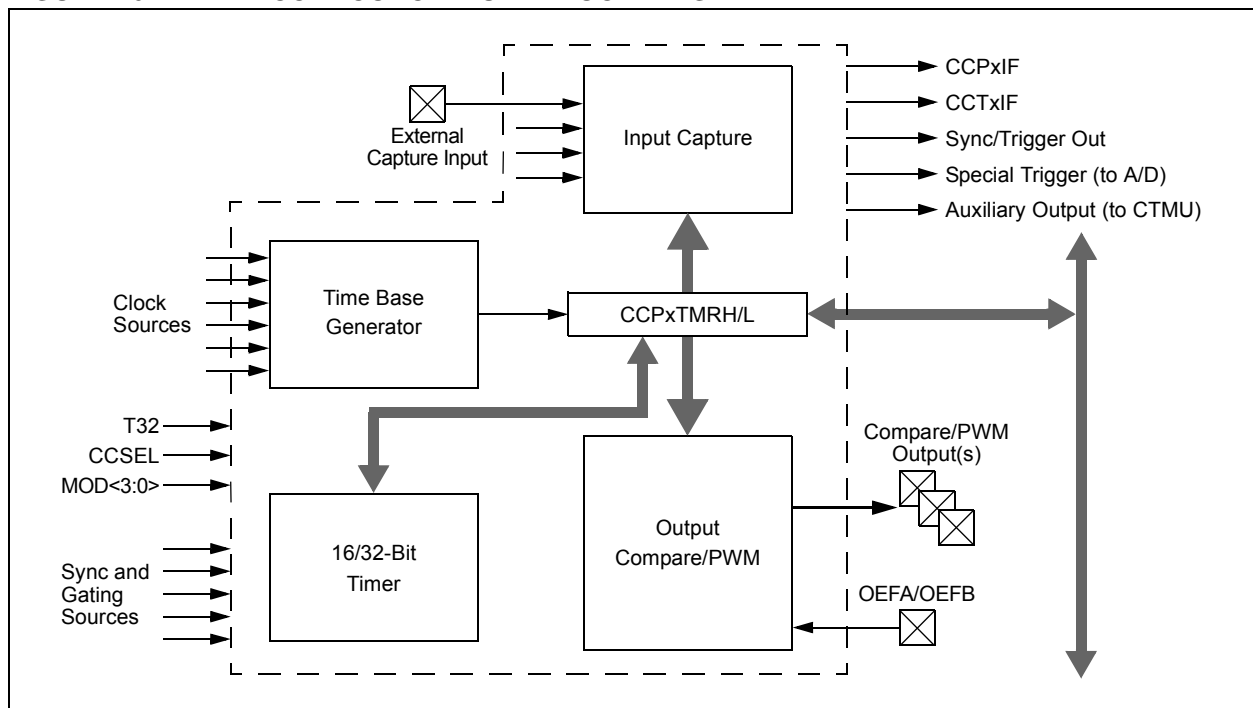 External
Capture Input
Input Capture
CCPxIF
CCTxIF
Sync/Trigger Out
Special Trigger (to A/D)
Auxiliary Output (to CTMU)
Clock
Sources
Time Base
Generator
CCPxTMRH/L
T32
CCSEL
MOD<3:0>
Sync and
Gating
Sources
16/32-Bit
Timer
Output
Compare/PWM
Compare/PWM
Output(s)
OEFA/OEFB